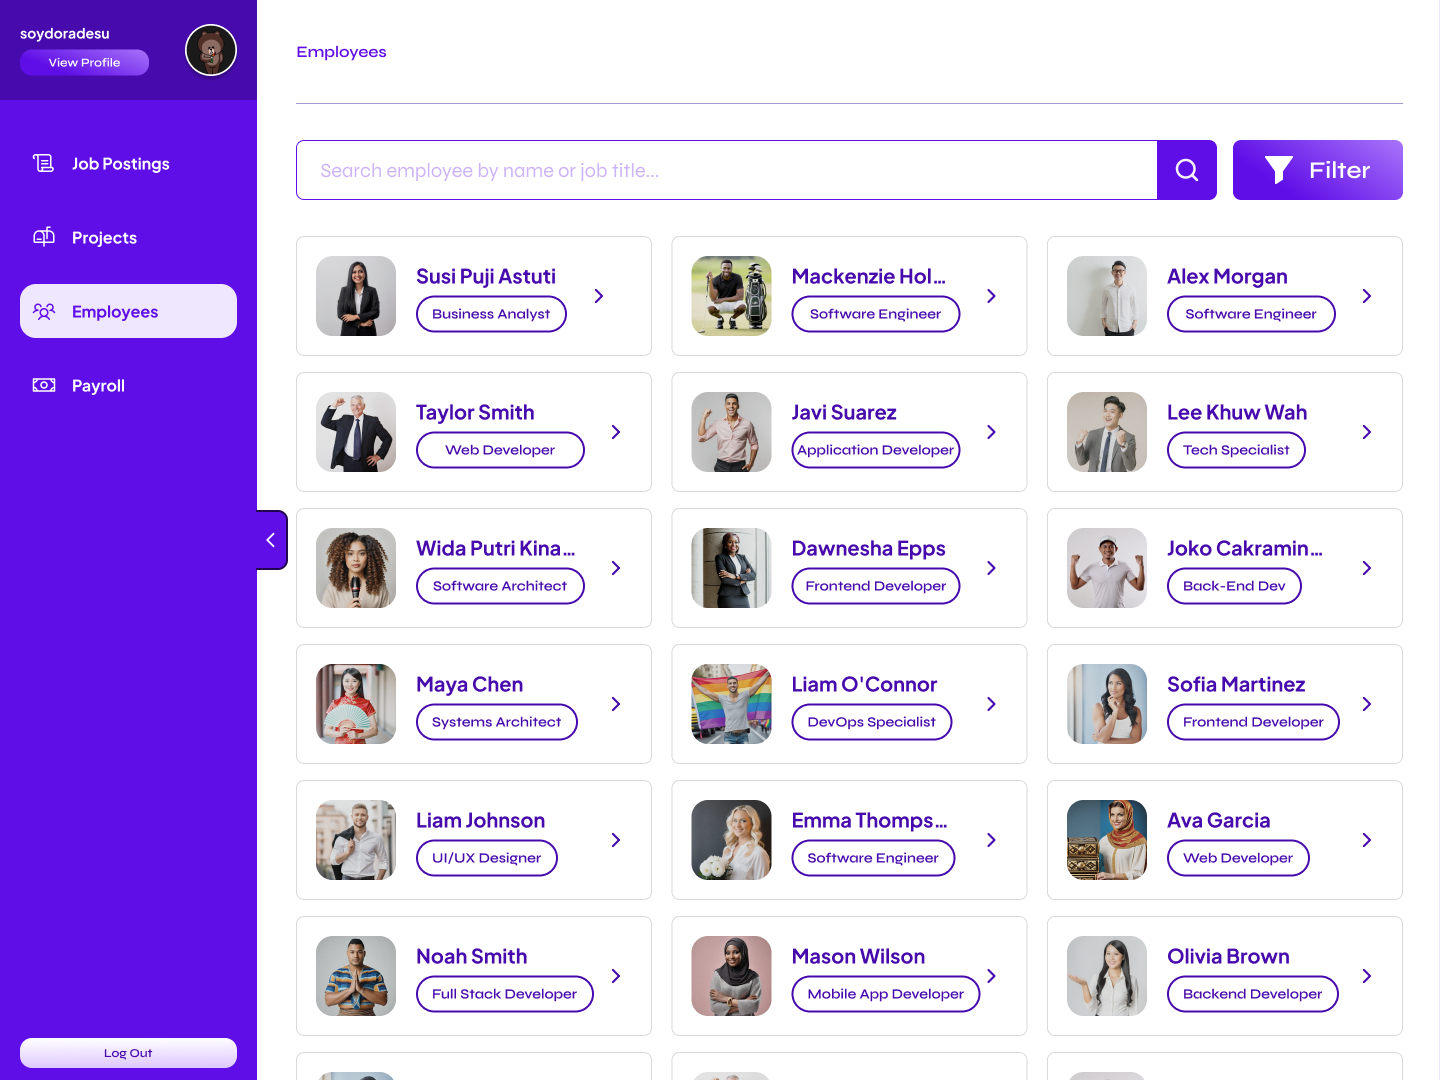 soydoradesu
View Profile
Job Postings
Projects
Employees
Payroll
Log Out
Employees
Search employee by name or job title...
Filter
Susi Puji Astuti
Business Analyst
Mackenzie Hol...
Software Engineer
Alex Morgan
Software Engineer
Taylor Smith
Web Developer
Javi Suarez
Application Developer
Lee Khuw Wah
Tech Specialist
Wida Putri Kina...
Software Architect
Dawnesha Epps
Frontend Developer
Joko Cakramin...
Back-End Dev
Maya Chen
Systems Architect
Liam O'Connor
DevOps Specialist
Sofia Martinez
Frontend Developer
Liam Johnson
UI/UX Designer
Emma Thomps...
Software Engineer
Ava Garcia
Web Developer
Noah Smith
Full Stack Developer
Mason Wilson
Mobile App Developer
Olivia Brown
Backend Developer